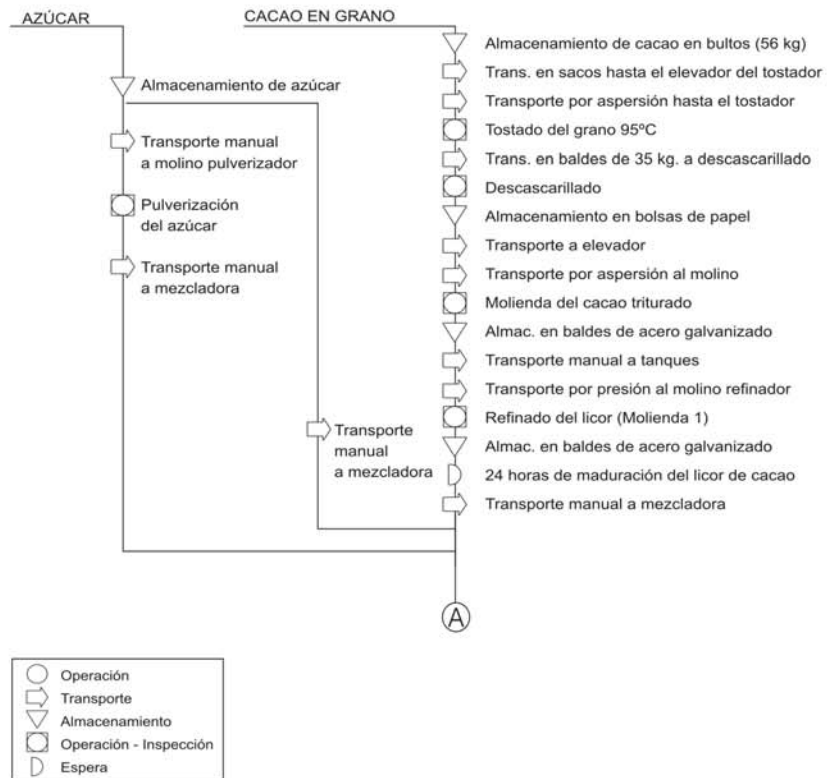 AZÚCAR
Almacenamiento de azúcar
Transporte manual
a molino pulverizador
Pulverización
del azúcar
Transporte manual
a mezcladora
Transporte
manual
a mezcladora
CACAO EN GRANO
Almacenamiento de cacao en bultos (56 kg)
Trans. en sacos hasta el elevador del tostador
Transporte por aspersión hasta el tostador
Tostado del grano 95ºC
Trans. en baldes de 35 kg. a descascarillado
Descascarillado
Almacenamiento en bolsas de papel
Transporte a elevador
Transporte por aspersión al molino
Molienda del cacao triturado
Almac. en baldes de acero galvanizado
Transporte manual a tanques
Transporte por presión al molino refinador
Refinado del licor (Molienda 1)
Almac. en baldes de acero galvanizado
24 horas de maduración del licor de cacao
Transporte manual a mezcladora
A
Operación
Transporte
Almacenamiento
Operación - Inspección
Espera